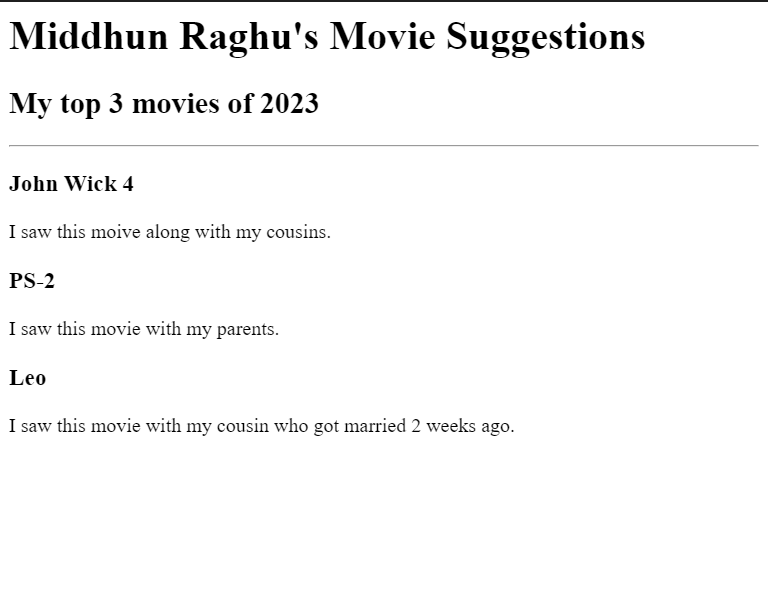 Middhun Raghu's Movie Suggestions
My top 3 movies of 2023
John Wick 4
I saw this moive along with my cousins.
PS-2
I saw this movie with my parents.
Leo
I saw this movie with my cousin who got married 2 weeks ago.